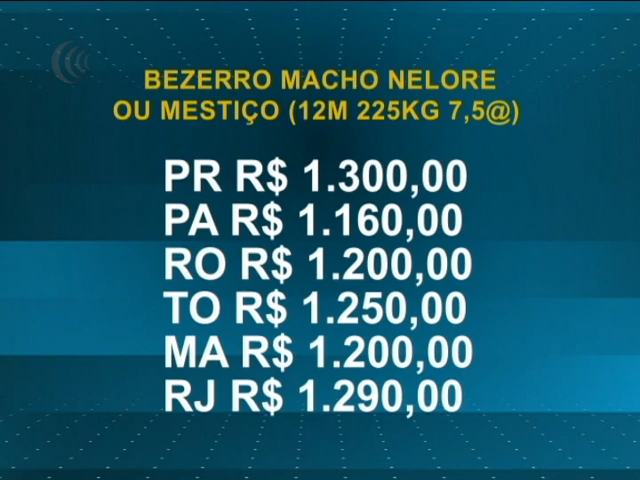 BEZERRO MACHO NELORE
OU MESTIÇO (12M 225KG 7,5@)
PR R$ 1.300,00
PA R$ 1.160,00
RO R$ 1.200,00
TO R$ 1.250,00
MA R$ 1.200,00
RJ R$ 1.290,00